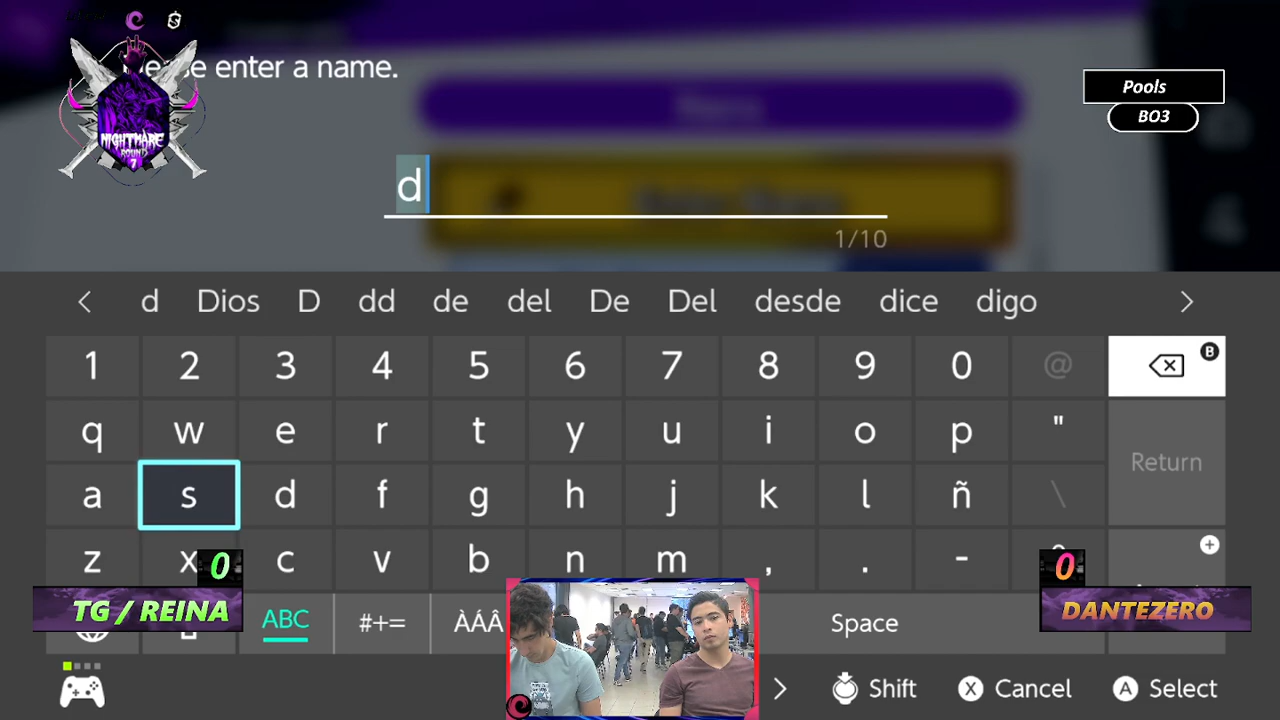 enter a name.
NIGHTMARE
ROUND
7
Pools
BO3
d
1/10
< d Dios D dd de del De Del desde dice digo >
1 2 3 4 5 6 7 8 9 0 @ B
q w e r t y u i o p "
Return
a s d f g h j k l ñ \
z x c v b n m , . - +
0
0
TG / REINA
DANTEZERO
ABC #+= ÀÁÂ Space
> Shift X Cancel A Select